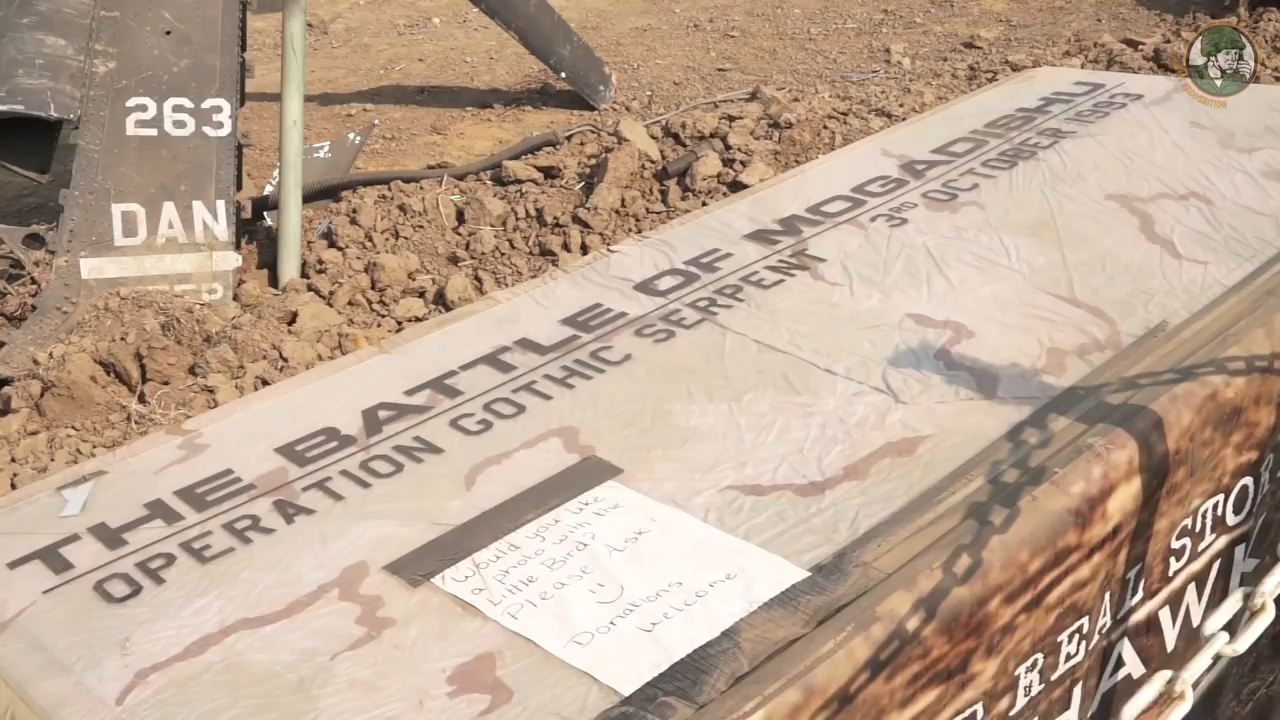 263
DAN
THE BATTLE OF MOGADISHU
OPERATION GOTHIC SERPENT 3RD OCTOBER 1993
Would you like
a photo with the
Little Bird?
Please Ask!
Donations
Welcome
REAL STOR
HAWK
RECOGNITION